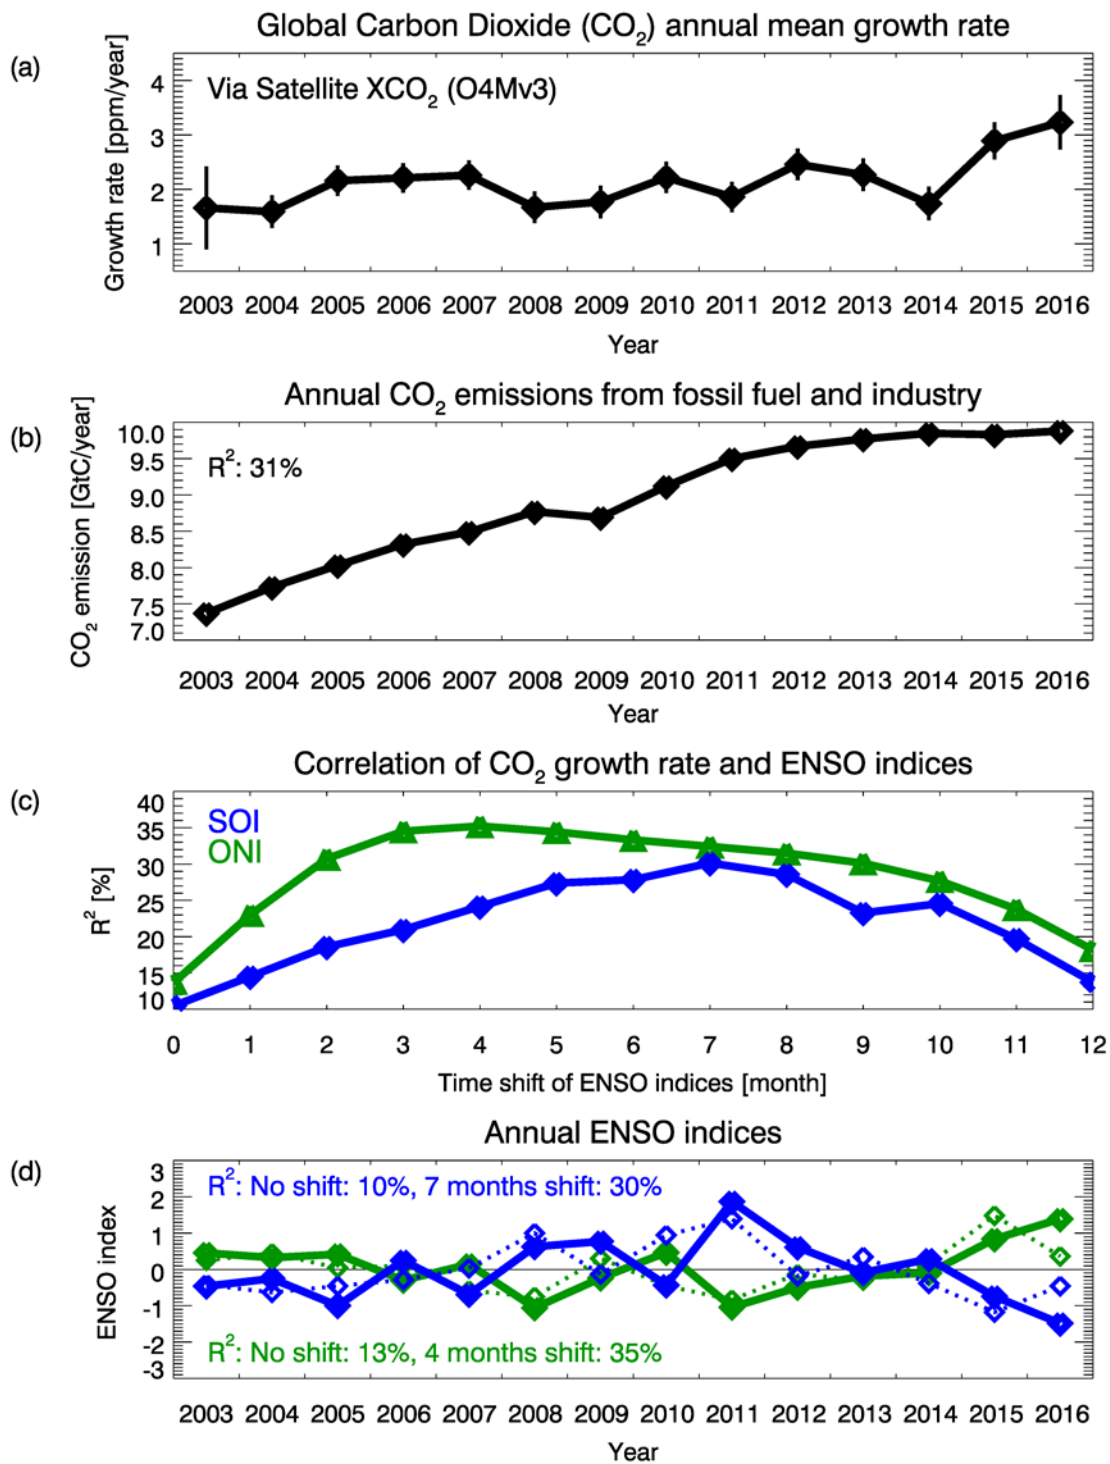 Global Carbon Dioxide (CO₂) annual mean growth rate
(a)
Via Satellite XCO₂ (O4Mv3)
Growth rate [ppm/year]
4
3
2
1
2003 2004 2005 2006 2007 2008 2009 2010 2011 2012 2013 2014 2015 2016
Year
Annual CO₂ emissions from fossil fuel and industry
(b)
R²: 31%
CO₂ emission [GtC/year]
10.0
9.5
9.0
8.5
8.0
7.5
7.0
2003 2004 2005 2006 2007 2008 2009 2010 2011 2012 2013 2014 2015 2016
Year
Correlation of CO₂ growth rate and ENSO indices
(c)
SOI
ONI
R² [%]
40
35
30
25
20
15
10
0 1 2 3 4 5 6 7 8 9 10 11 12
Time shift of ENSO indices [month]
Annual ENSO indices
(d)
R²: No shift: 10%, 7 months shift: 30%
ENSO index
3
2
1
0
-1
-2
-3
R²: No shift: 13%, 4 months shift: 35%
2003 2004 2005 2006 2007 2008 2009 2010 2011 2012 2013 2014 2015 2016
Year